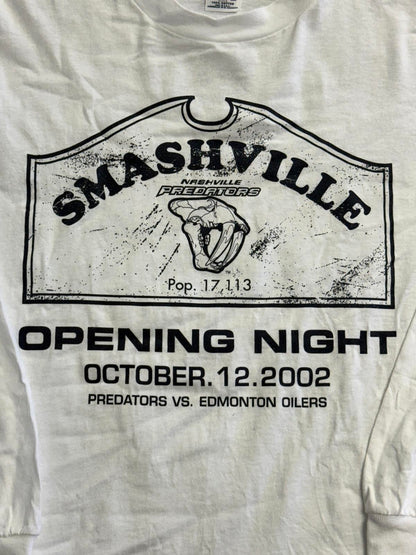 SMASHVILLE
NASHVILLE
PREDATORS
Pop. 17,113
OPENING NIGHT
OCTOBER.12.2002
PREDATORS VS. EDMONTON OILERS